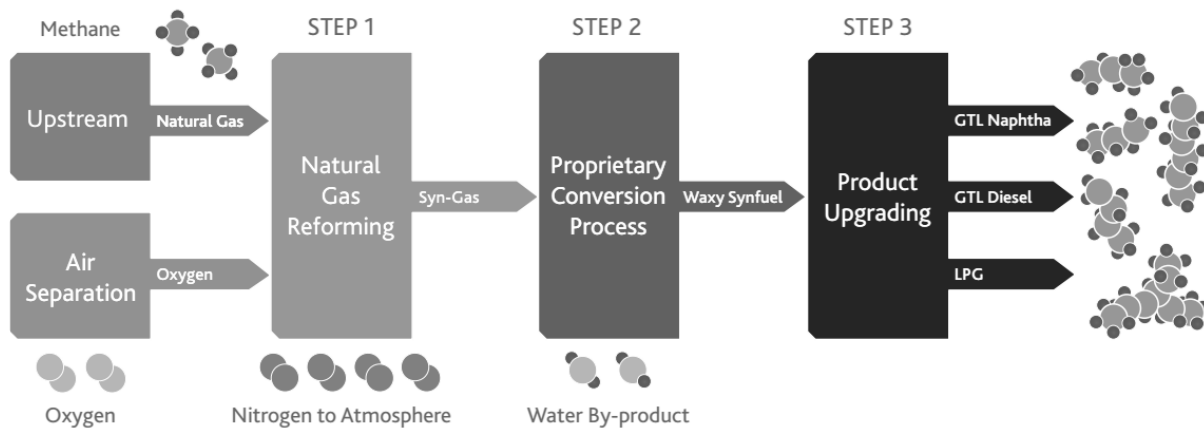 Methane
STEP 1
STEP 2
STEP 3
Upstream
Natural Gas
Natural
Gas
Reforming
Syn-Gas
Proprietary
Conversion
Process
Waxy Synfuel
Product
Upgrading
GTL Naphtha
GTL Diesel
LPG
Air
Separation
Oxygen
Oxygen
Nitrogen to Atmosphere
Water By-product